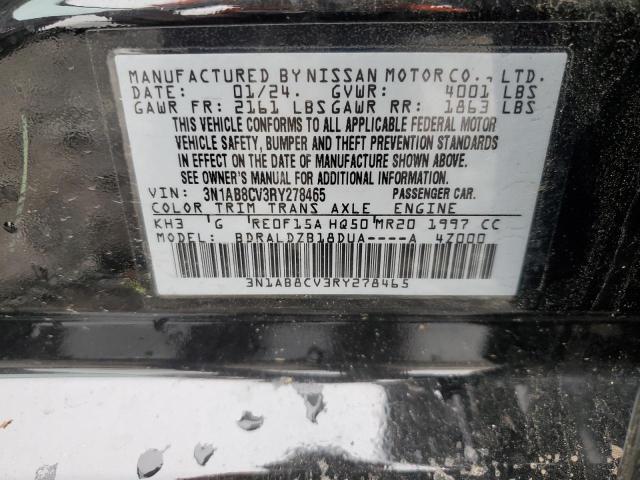 MANUFACTURED BY NISSAN MOTOR CO., LTD.
DATE: 01/24. GVWR: 4001 LBS
GAWR FR: 2161 LBS GAWR RR: 1863 LBS
THIS VEHICLE CONFORMS TO ALL APPLICABLE FEDERAL MOTOR
VEHICLE SAFETY, BUMPER AND THEFT PREVENTION STANDARDS
IN EFFECT ON THE DATE OF MANUFACTURE SHOWN ABOVE.
SEE OWNER'S MANUAL FOR ADDITIONAL INFORMATION.
VIN: 3N1AB8CV3RY278465 PASSENGER CAR.
COLOR TRIM TRANS AXLE ENGINE
KH3 G RE0F15A HQ50 MR20 1997 CC
MODEL: BDRALDZB18DUA----A 4Z000
3N1AB8CV3RY278465